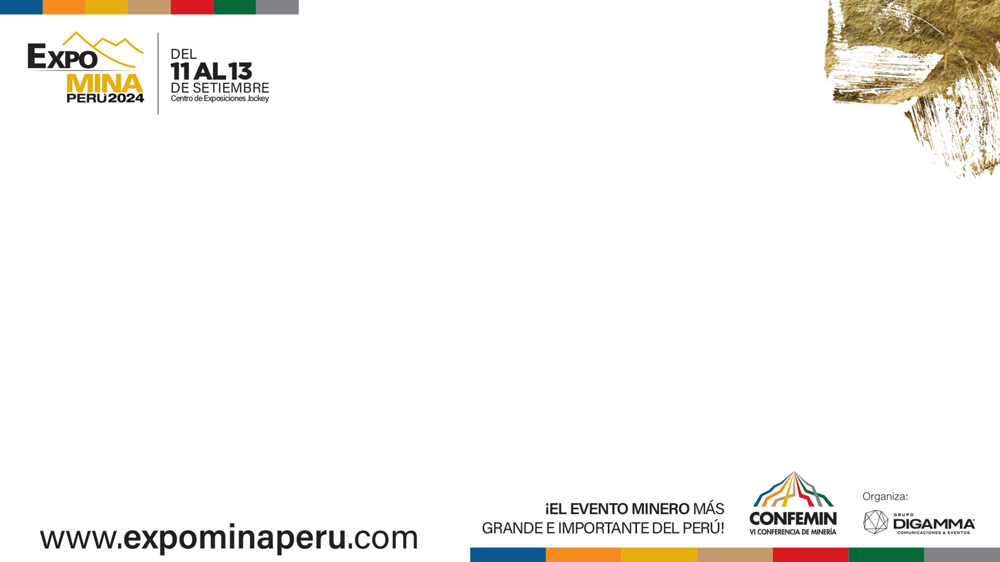 EXPO
MINA
PERÚ 2024
DEL
11 AL 13
DE SETIEMBRE
Centro de Exposiciones Jockey
www.expominaperu.com
¡EL EVENTO MINERO MÁS
GRANDE E IMPORTANTE DEL PERÚ!
CONFEMIN
VI CONFERENCIA DE MINERÍA
Organiza:
GRUPO
DIGAMMA®
COMUNICACIONES & EVENTOS